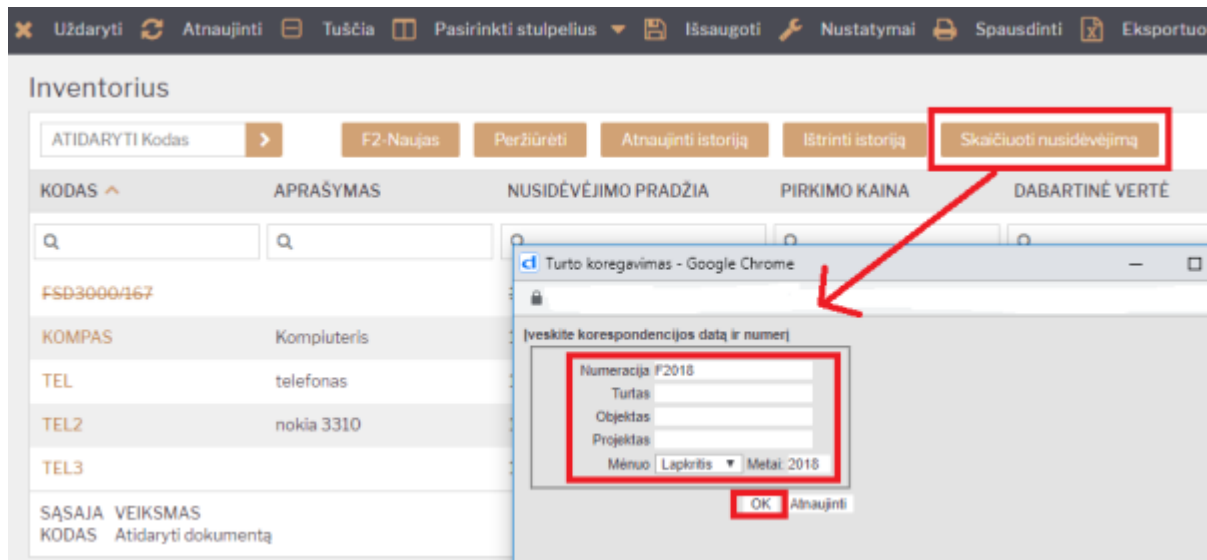 Uždaryti Atnaujinti Tuščia Pasirinkti stulpelius Išsaugoti Nustatymai Spausdinti Eksportuo
Inventorius
ATIDARYTI Kodas F2-Naujas Peržiūrėti Atnaujinti istoriją Ištrinti istoriją Skaičiuoti nusidėvėjimą
KODAS APRAŠYMAS NUSIDĖVĖJIMO PRADŽIA PIRKIMO KAINA DABARTINĖ VERTĖ
Turto koregavimas - Google Chrome
FSD3000/167
Įveskite korespondencijos datą ir numerį
KOMPAS Kompiuteris
Numeracija F2018
TEL telefonas
Turtas
Objektas
TEL2 nokia 3310
Projektas
Mėnuo Lapkritis Metai: 2018
TEL3
OK Atnaujinti
SĄSAJA VEIKSMAS
KODAS Atidaryti dokumentą